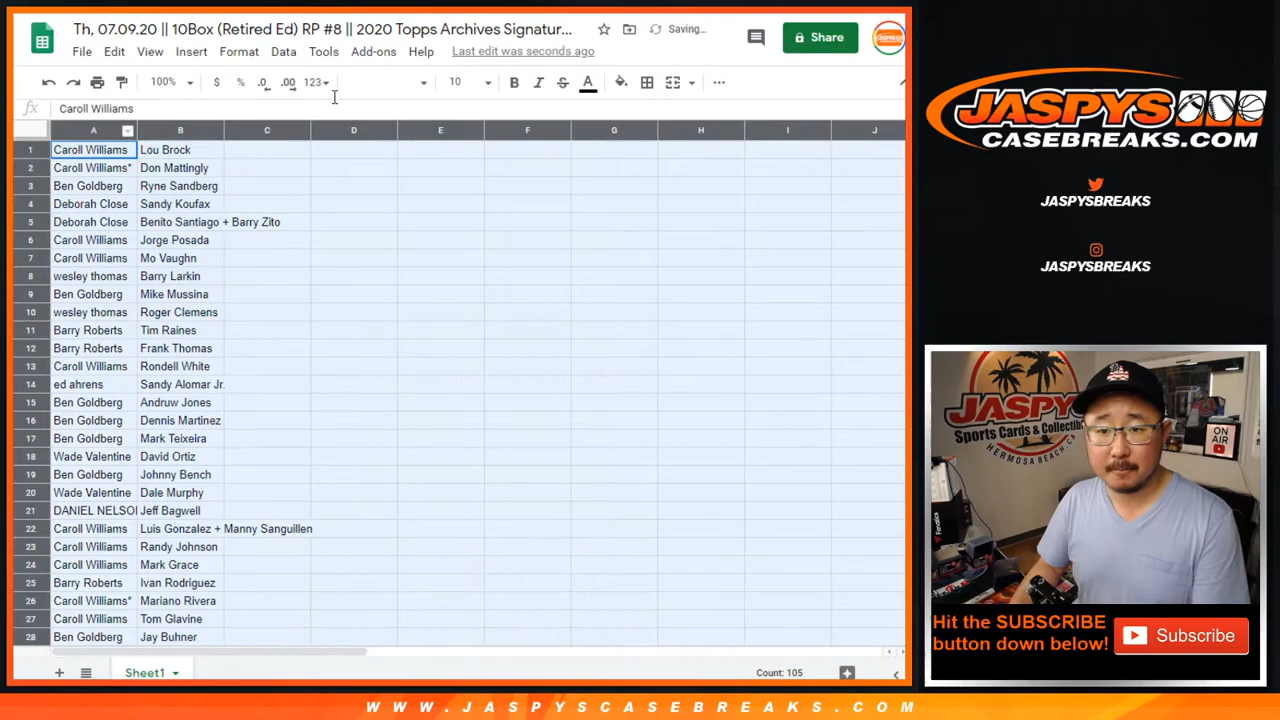 Th, 07.09.20 || 10Box (Retired Ed) RP #8 || 2020 Topps Archives Signatur...
Saving...
Share
File Edit View Insert Format Data Tools Add-ons Help Last edit was seconds ago
100% $ % .0 .00 123 10 B I S A
fx Caroll Williams
A B C D E F G H I J
1 Caroll Williams Lou Brock
2 Caroll Williams* Don Mattingly
3 Ben Goldberg Ryne Sandberg
4 Deborah Close Sandy Koufax
5 Deborah Close Benito Santiago + Barry Zito
6 Caroll Williams Jorge Posada
7 Caroll Williams Mo Vaughn
8 wesley thomas Barry Larkin
9 Ben Goldberg Mike Mussina
10 wesley thomas Roger Clemens
11 Barry Roberts Tim Raines
12 Barry Roberts Frank Thomas
13 Caroll Williams Rondell White
14 ed ahrens Sandy Alomar Jr.
15 Ben Goldberg Andruw Jones
16 Ben Goldberg Dennis Martinez
17 Ben Goldberg Mark Teixeira
18 Wade Valentine David Ortiz
19 Ben Goldberg Johnny Bench
20 Wade Valentine Dale Murphy
21 DANIEL NELSO Jeff Bagwell
22 Caroll Williams Luis Gonzalez + Manny Sanguillen
23 Caroll Williams Randy Johnson
24 Caroll Williams Mark Grace
25 Barry Roberts Ivan Rodriguez
26 Caroll Williams* Mariano Rivera
27 Caroll Williams Tom Glavine
28 Ben Goldberg Jay Buhner
Sheet1 Count: 105
JASPYS
CASEBREAKS.COM
JASPYSBREAKS
JASPYSBREAKS
JASPYS
Sports Cards & Collectib
HERMOSA BEACH, CA
ON
AIR
Fanatics
Hit the SUBSCRIBE
button down below!
Subscribe
WWW.JASPYSCASEBREAKS.COM